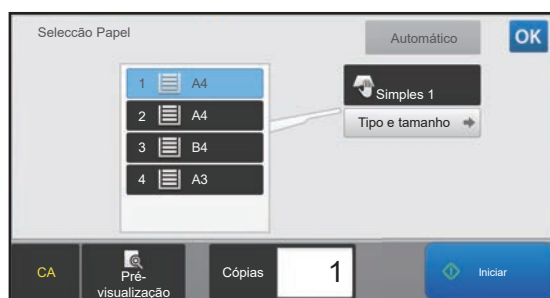 Seleccão Papel
Automático
OK
1 A4
2 A4
3 B4
4 A3
Simples 1
Tipo e tamanho
CA
Pré-
visualização
Cópias
1
Iniciar